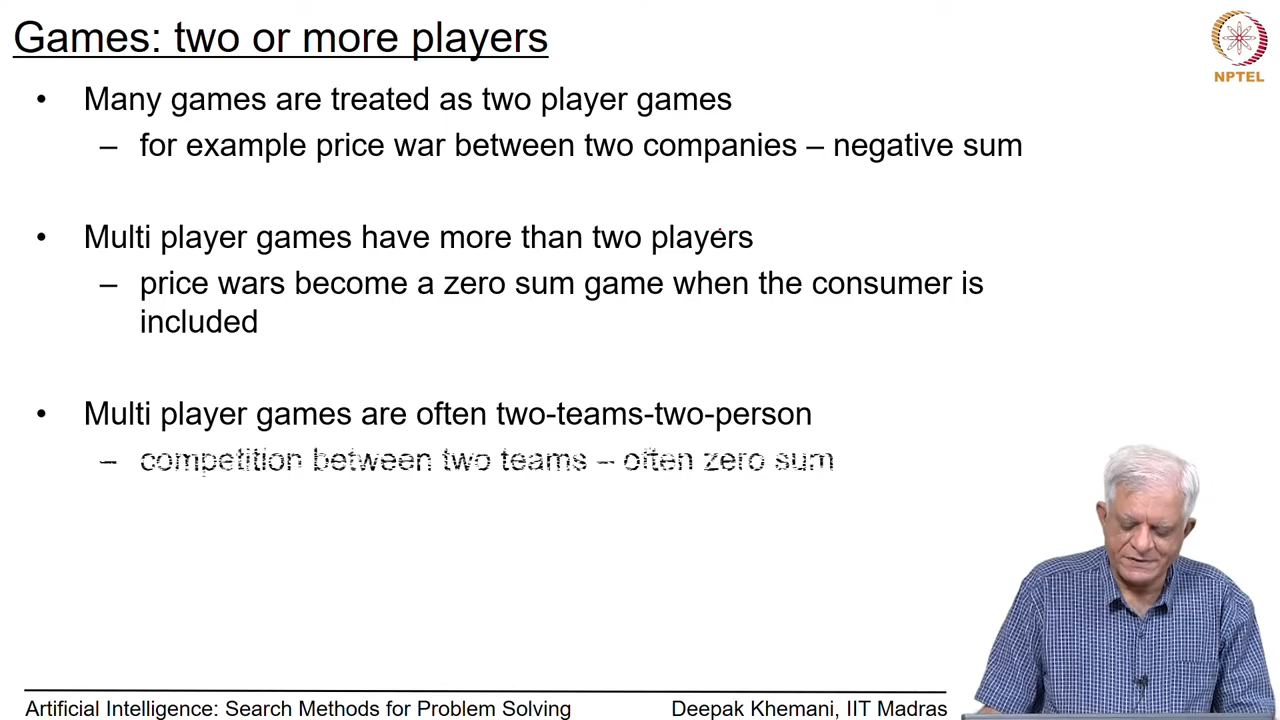 Games: two or more players
NPTEL
• Many games are treated as two player games
– for example price war between two companies – negative sum
• Multi player games have more than two players
– price wars become a zero sum game when the consumer is
included
• Multi player games are often two-teams-two-person
– competition between two teams – often zero sum
Artificial Intelligence: Search Methods for Problem Solving
Deepak Khemani, IIT Madras